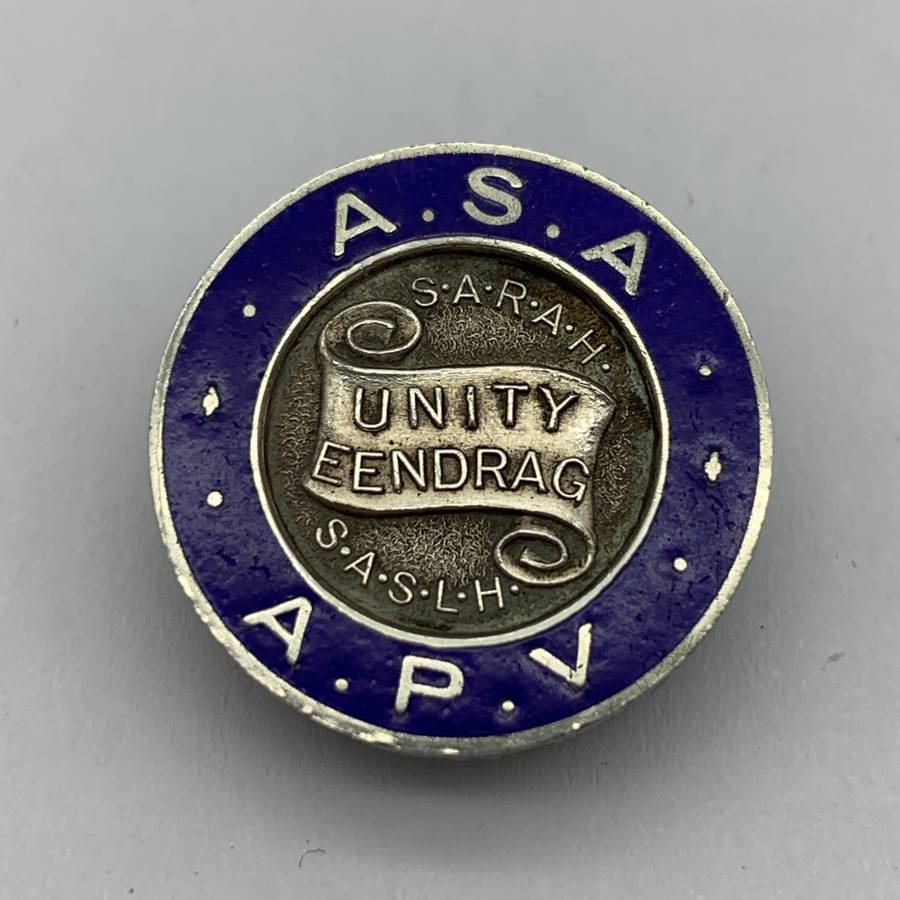 A . S . A
S·A·R·A·H·
UNITY
EENDRAG
S·A·S·L·H·
A . P . V